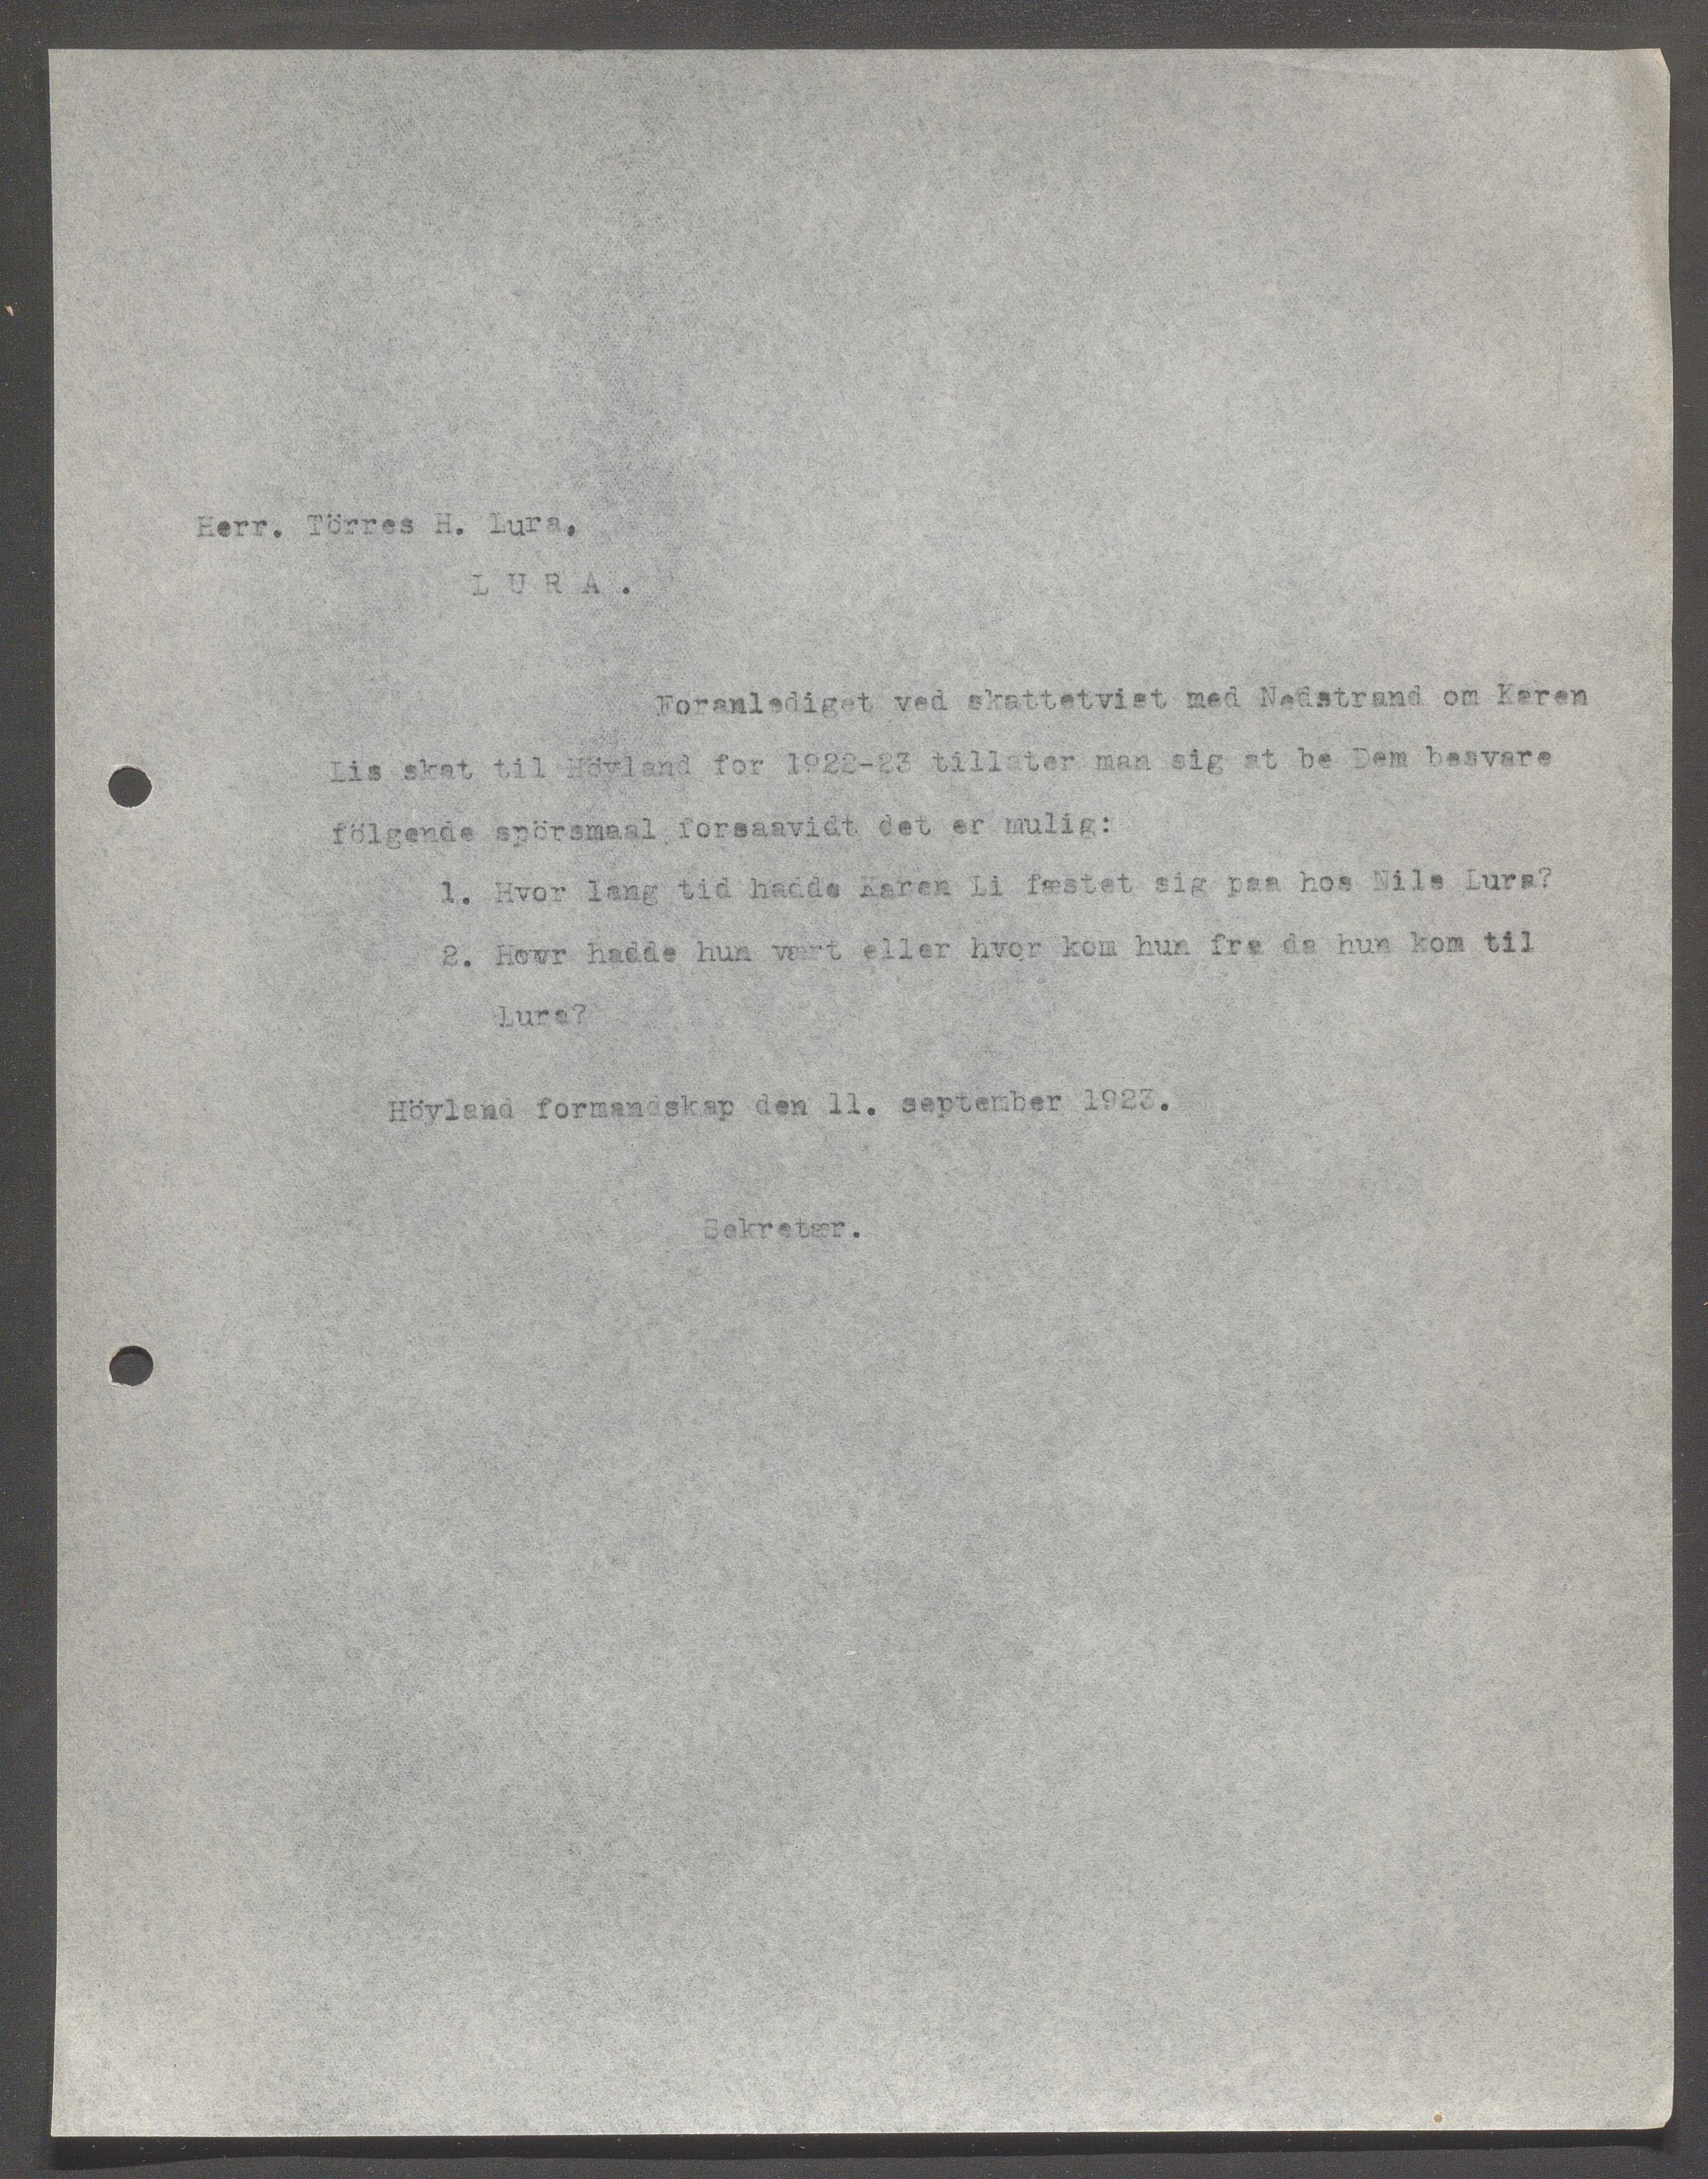 Herr. Törres H. Lura,
L U R A .
Foranlediget ved skattetvist med Nedstrand om Karen
Lis skat til Höyland for 1922-23 tillater man sig at be Dem besvare
fölgende spörsmaal forsaavidt det er mulig:
1. Hvor lang tid hadde Karen Li fæstet sig paa hos Nils Lura?
2. Hovr hadde hun vært eller hvor kom hun fra da hun kom til
Lura?
Höyland formandskap den 11. september 1923.
Sekretær.